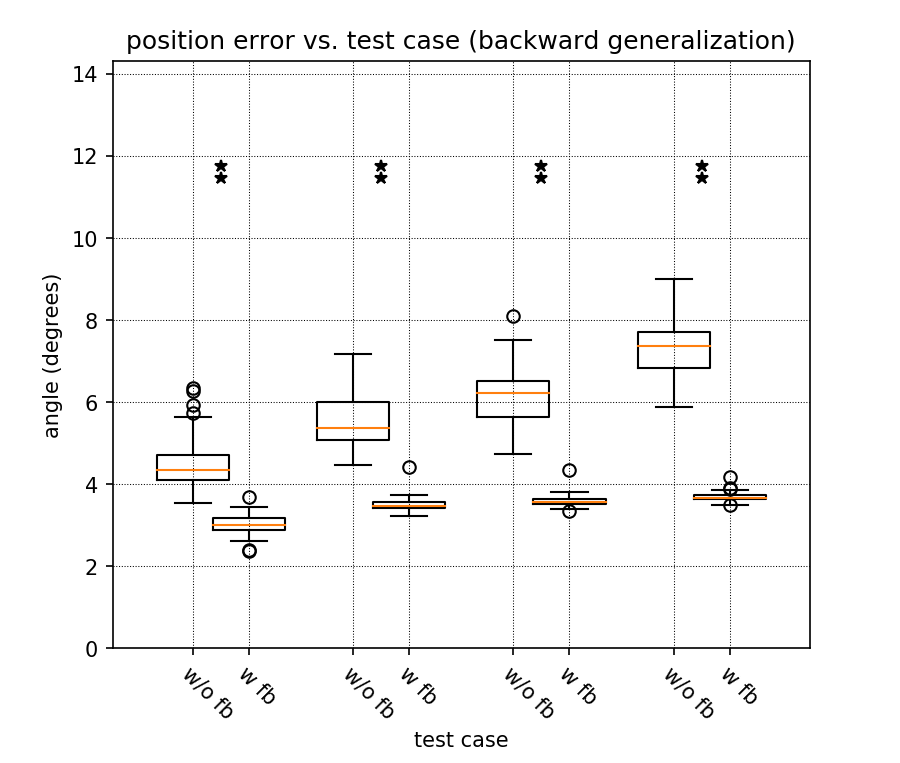 position error vs. test case (backward generalization)
14
12
10
8
6
4
2
0
angle (degrees)
w/o fb w fb w/o fb w fb w/o fb w fb w/o fb w fb
test case